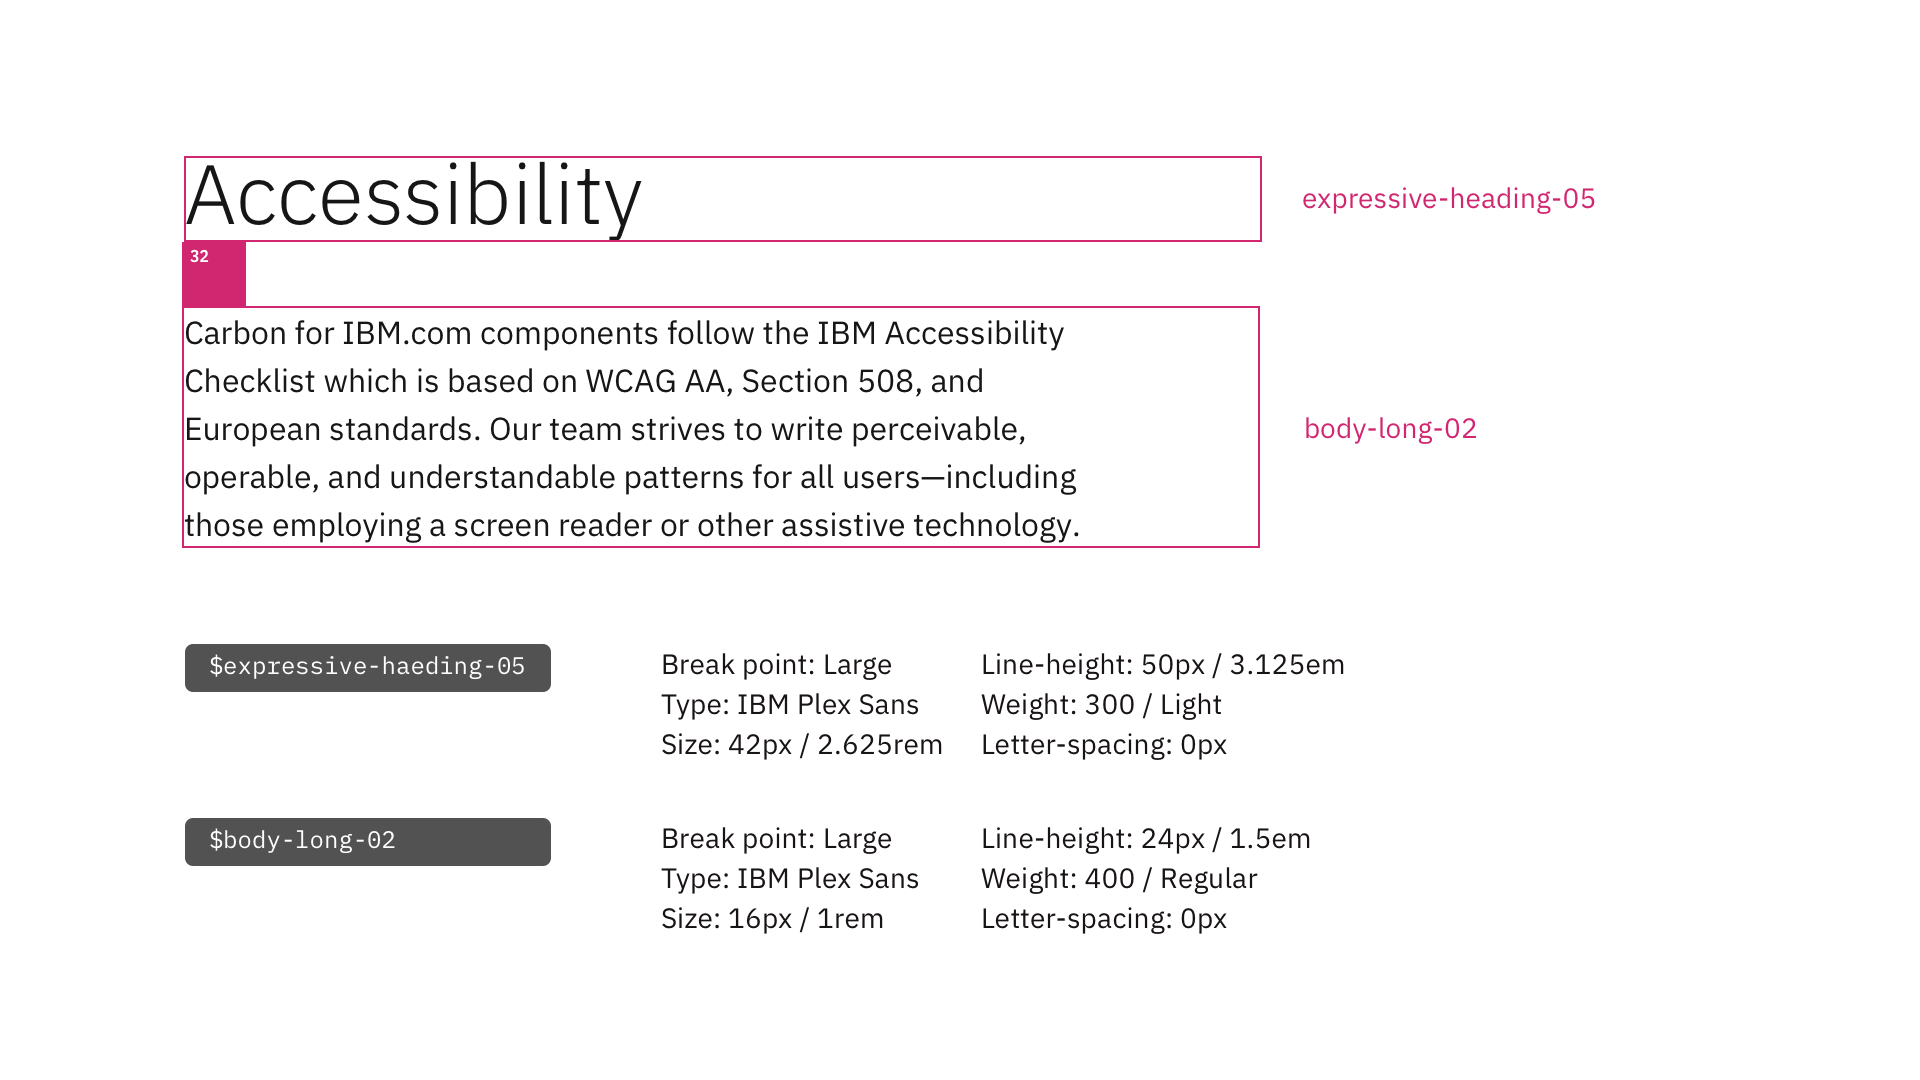 Accessibility
expressive-heading-05
32
Carbon for IBM.com components follow the IBM Accessibility
Checklist which is based on WCAG AA, Section 508, and
European standards. Our team strives to write perceivable,
operable, and understandable patterns for all users—including
those employing a screen reader or other assistive technology.
body-long-02
$expressive-haeding-05
Break point: Large
Type: IBM Plex Sans
Size: 42px / 2.625rem
Line-height: 50px / 3.125em
Weight: 300 / Light
Letter-spacing: 0px
$body-long-02
Break point: Large
Type: IBM Plex Sans
Size: 16px / 1rem
Line-height: 24px / 1.5em
Weight: 400 / Regular
Letter-spacing: 0px